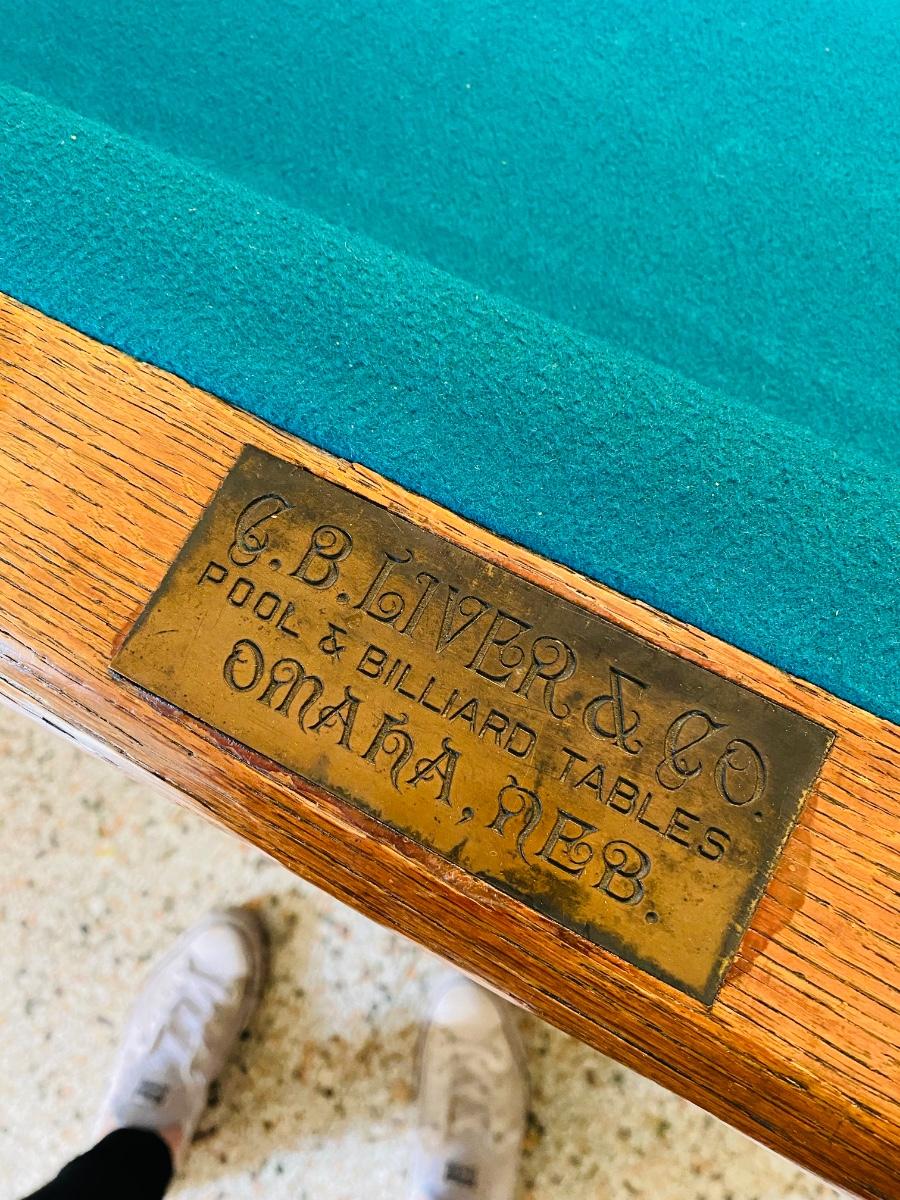 C.B. LIVER & CO.
POOL & BILLIARD TABLES
OMAHA, NEB.